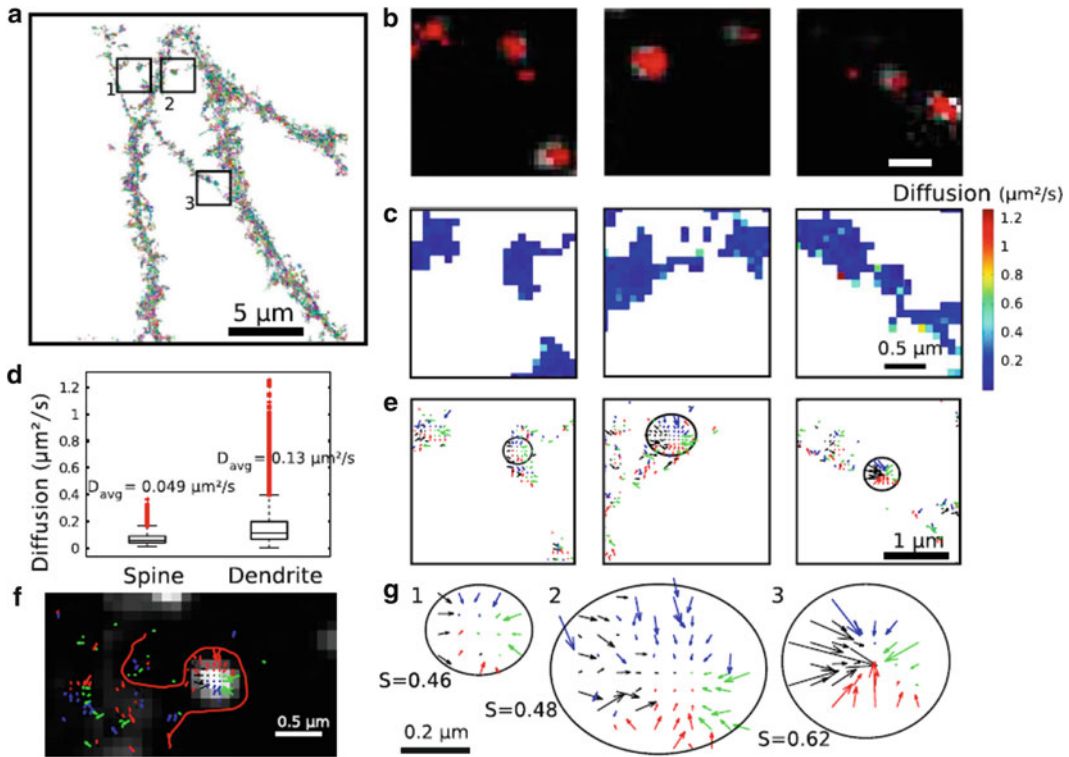 a
1
2
3
5 µm
b
Diffusion (µm²/s)
c
1.2
1
0.8
0.6
0.4
0.2
0.5 µm
d
Diffusion (µm²/s)
1.2
1
0.8
0.6
0.4
0.2
0
Davg = 0.049 µm²/s
Davg = 0.13 µm²/s
Spine
Dendrite
e
1 µm
f
0.5 µm
g
1
2
3
S=0.46
S=0.48
S=0.62
0.2 µm